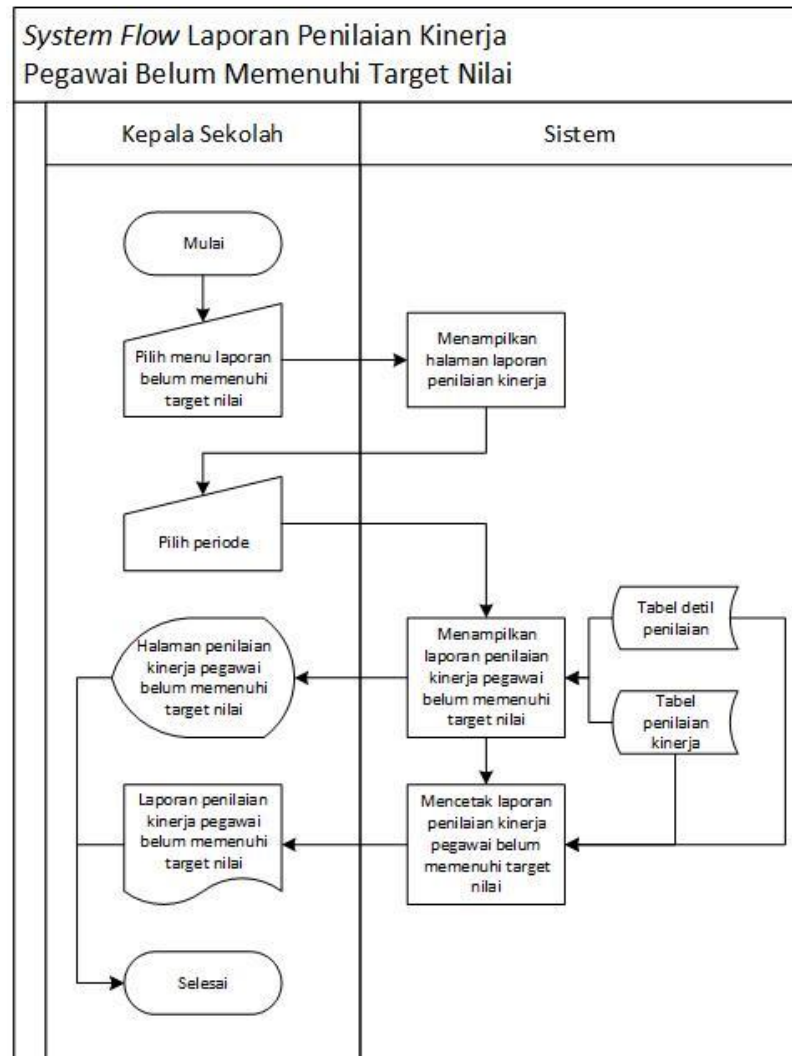 System Flow Laporan Penilaian Kinerja
Pegawai Belum Memenuhi Target Nilai
Kepala Sekolah
Sistem
Mulai
Pilih menu laporan
belum memenuhi
target nilai
Menampilkan
halaman laporan
penilaian kinerja
Pilih periode
Halaman penilaian
kinerja pegawai
belum memenuhi
target nilai
Menampilkan
laporan penilaian
kinerja pegawai
belum memenuhi
target nilai
Tabel detil
penilaian
Tabel
penilaian
kinerja
Laporan penilaian
kinerja pegawai
belum memenuhi
target nilai
Mencetak laporan
penilaian kinerja
pegawai belum
memenuhi target
nilai
Selesai